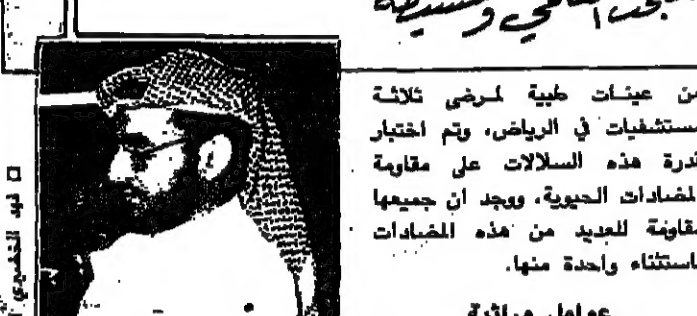 من عينات طبية لمرضى ثلاثة
مستشفيات في الرياض، وتم اختبار
قدرة هذه السلالات على مقاومة
المضادات الحيوية، ووجد ان جميعها
مقاومة للعديد من هذه المضادات
باستثناء واحدة منها.
عوامل وراثية
□ فهد الخضيري